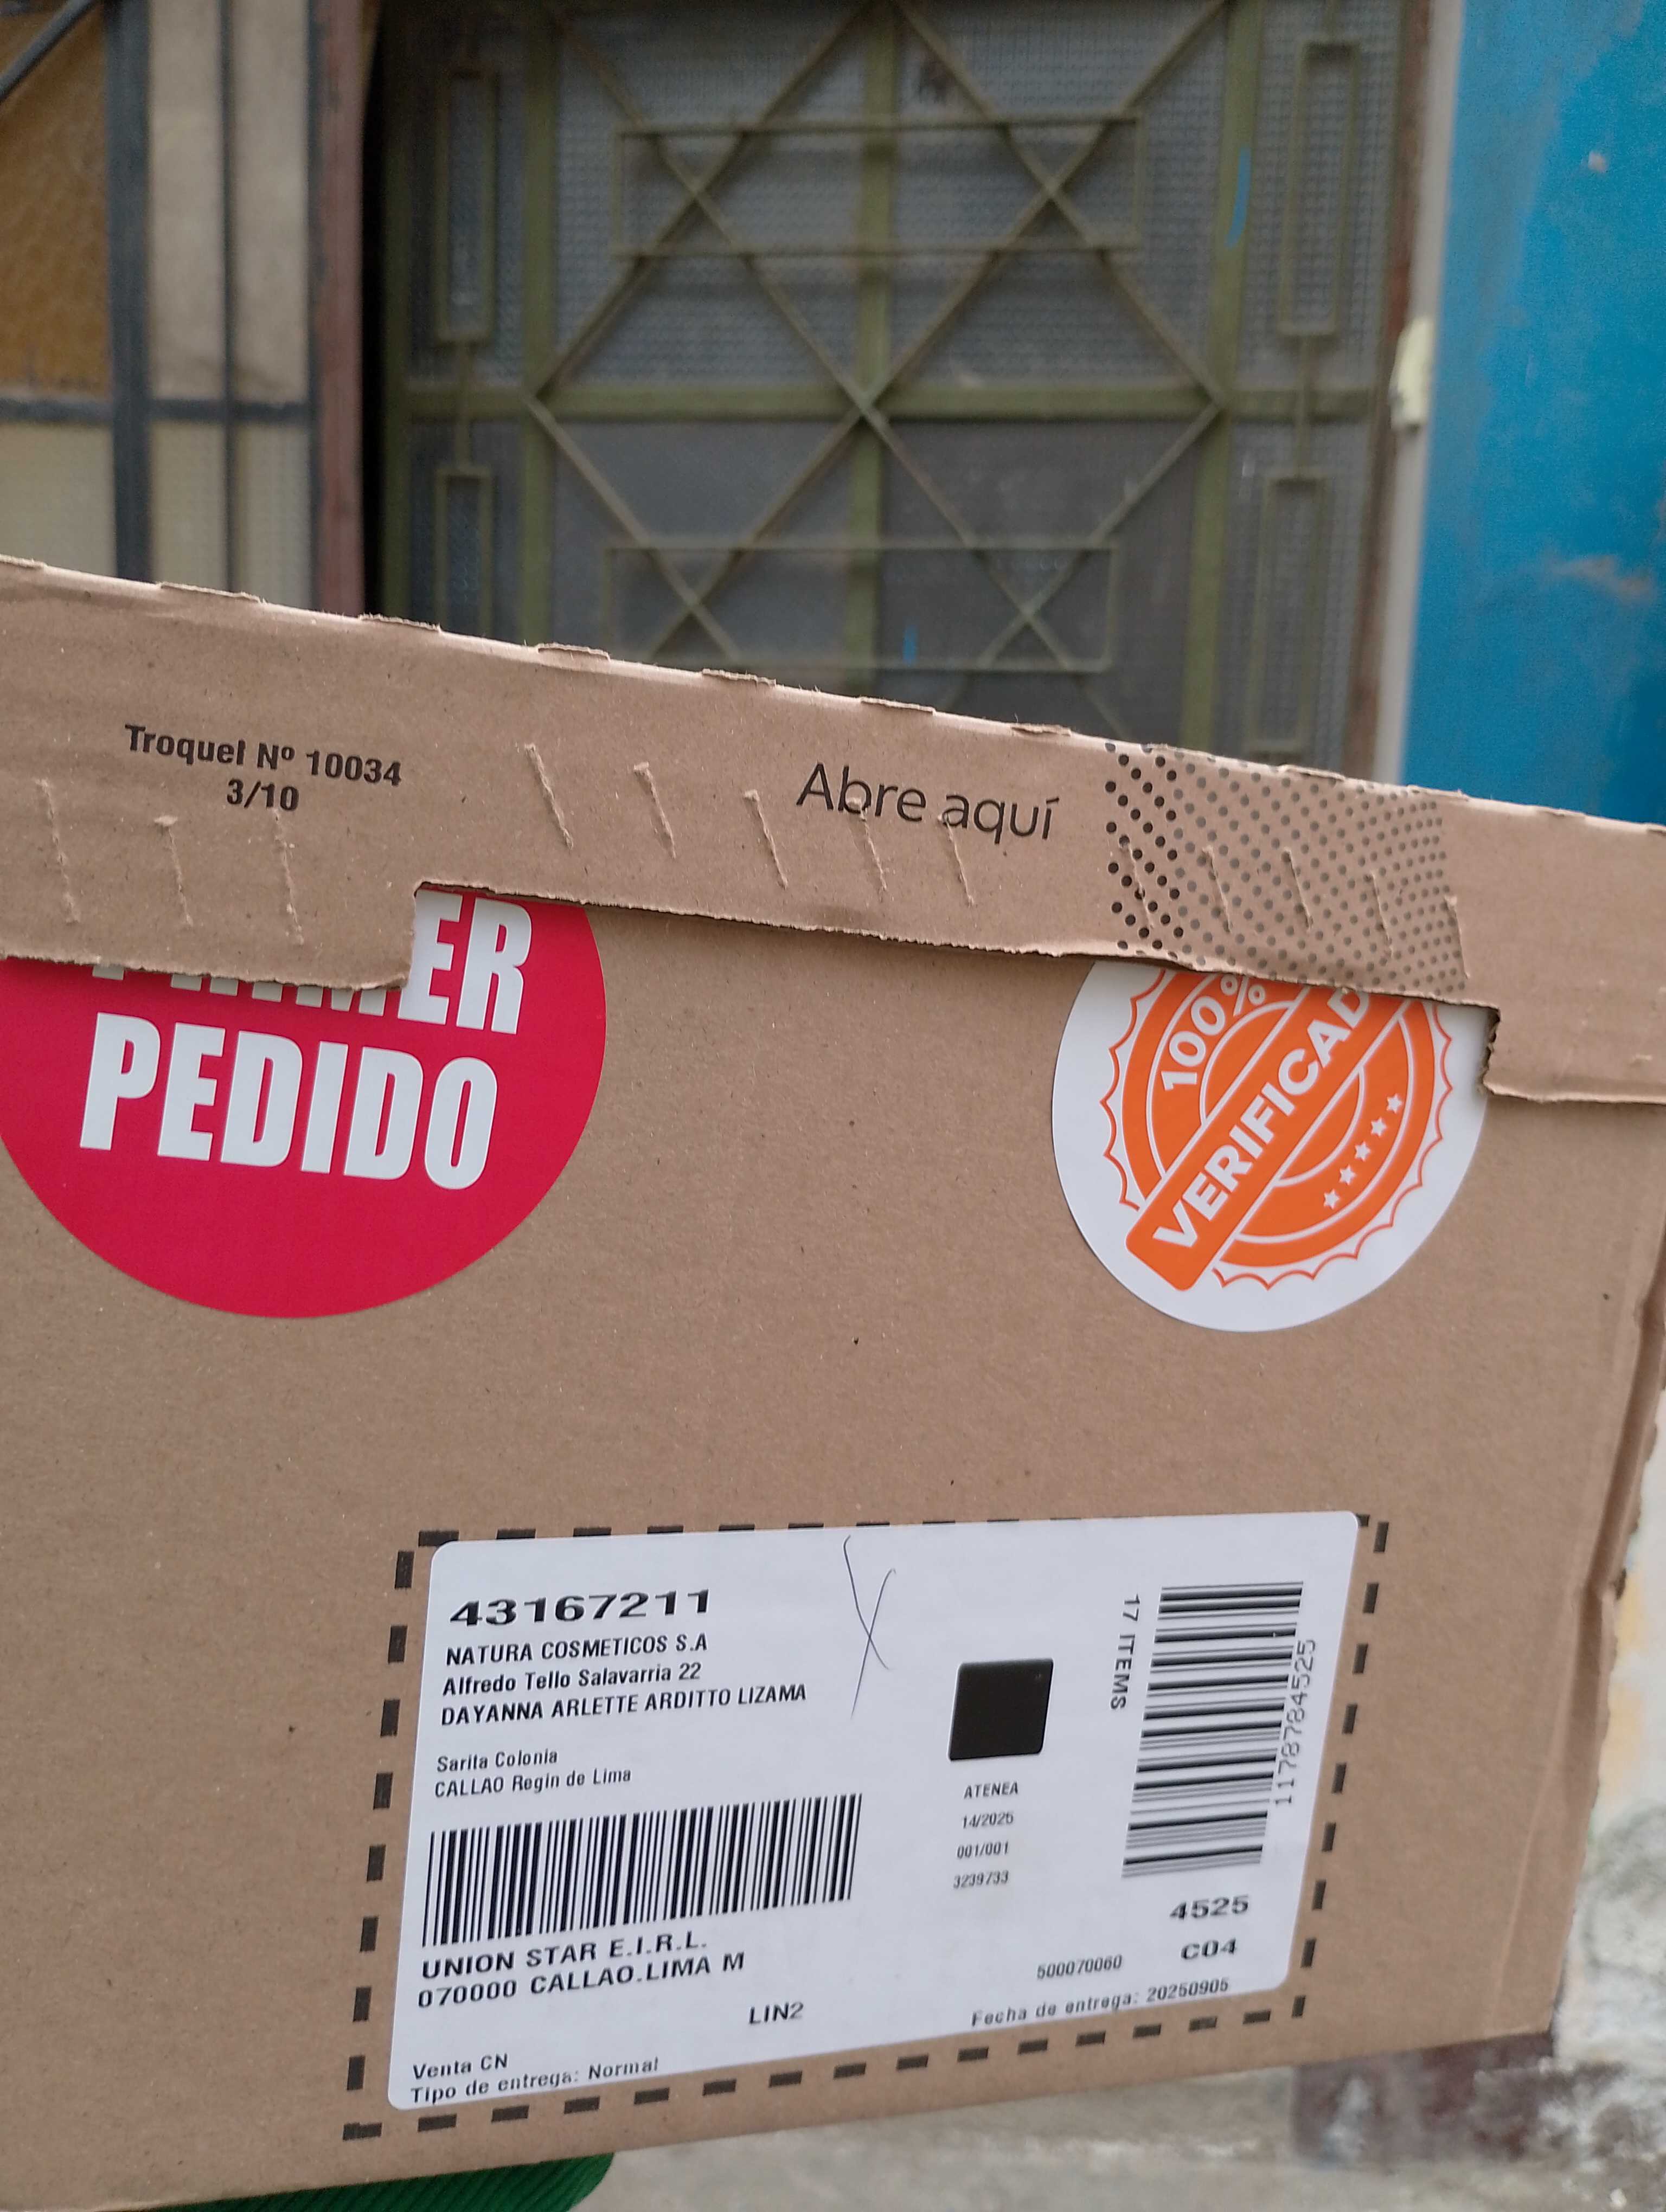 Troquel Nº 10034
3/10
Abre aquí
PEDIDO
100%
VERIFICADO
43167211
NATURA COSMETICOS S.A
Alfredo Tello Salavarria 22
DAYANNA ARLETTE ARDITTO LIZAMA
Sarita Colonia
CALLAO Regin de Lima
UNION STAR E.I.R.L.
070000 CALLAO.LIMA M
LIN2
Venta CN
Tipo de entrega: Normal
ATENEA
14/2025
001/001
3239733
17 ITEMS
1178784525
4525
C04
500070060
Fecha de entrega: 20250905